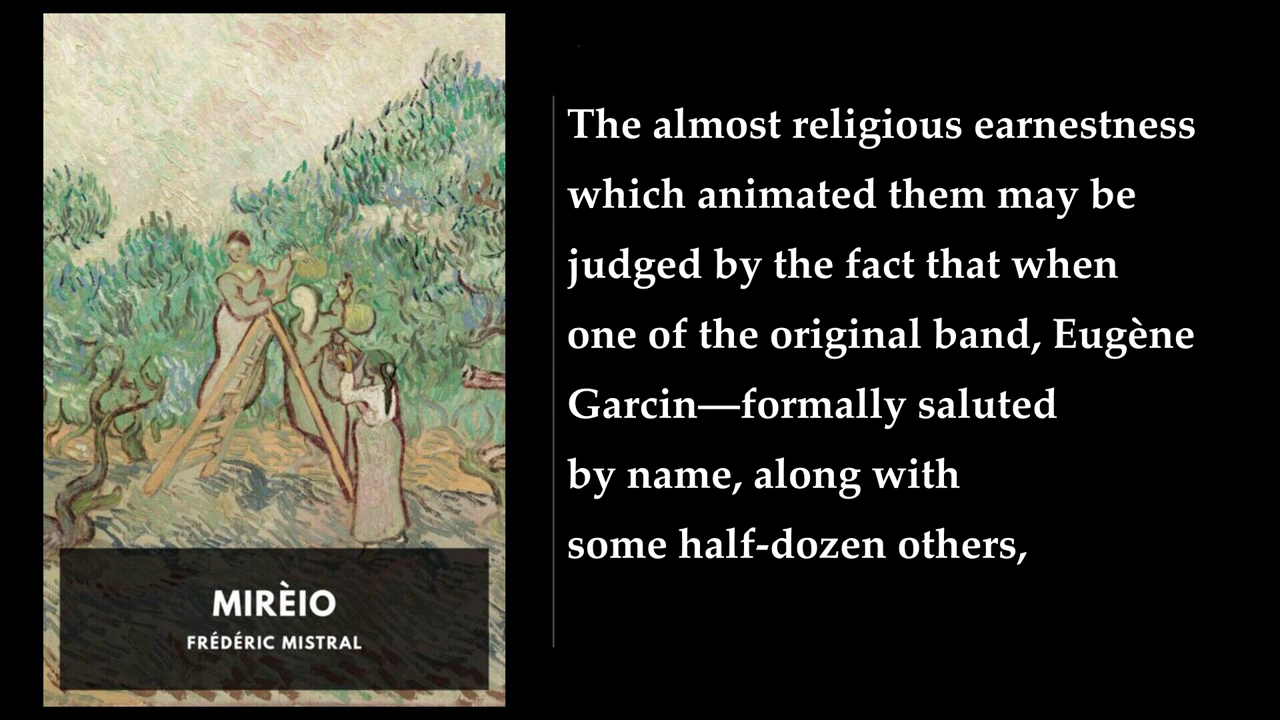 MIRÈIO
FRÉDÉRIC MISTRAL
The almost religious earnestness
which animated them may be
judged by the fact that when
one of the original band, Eugène
Garcin—formally saluted
by name, along with
some half-dozen others,